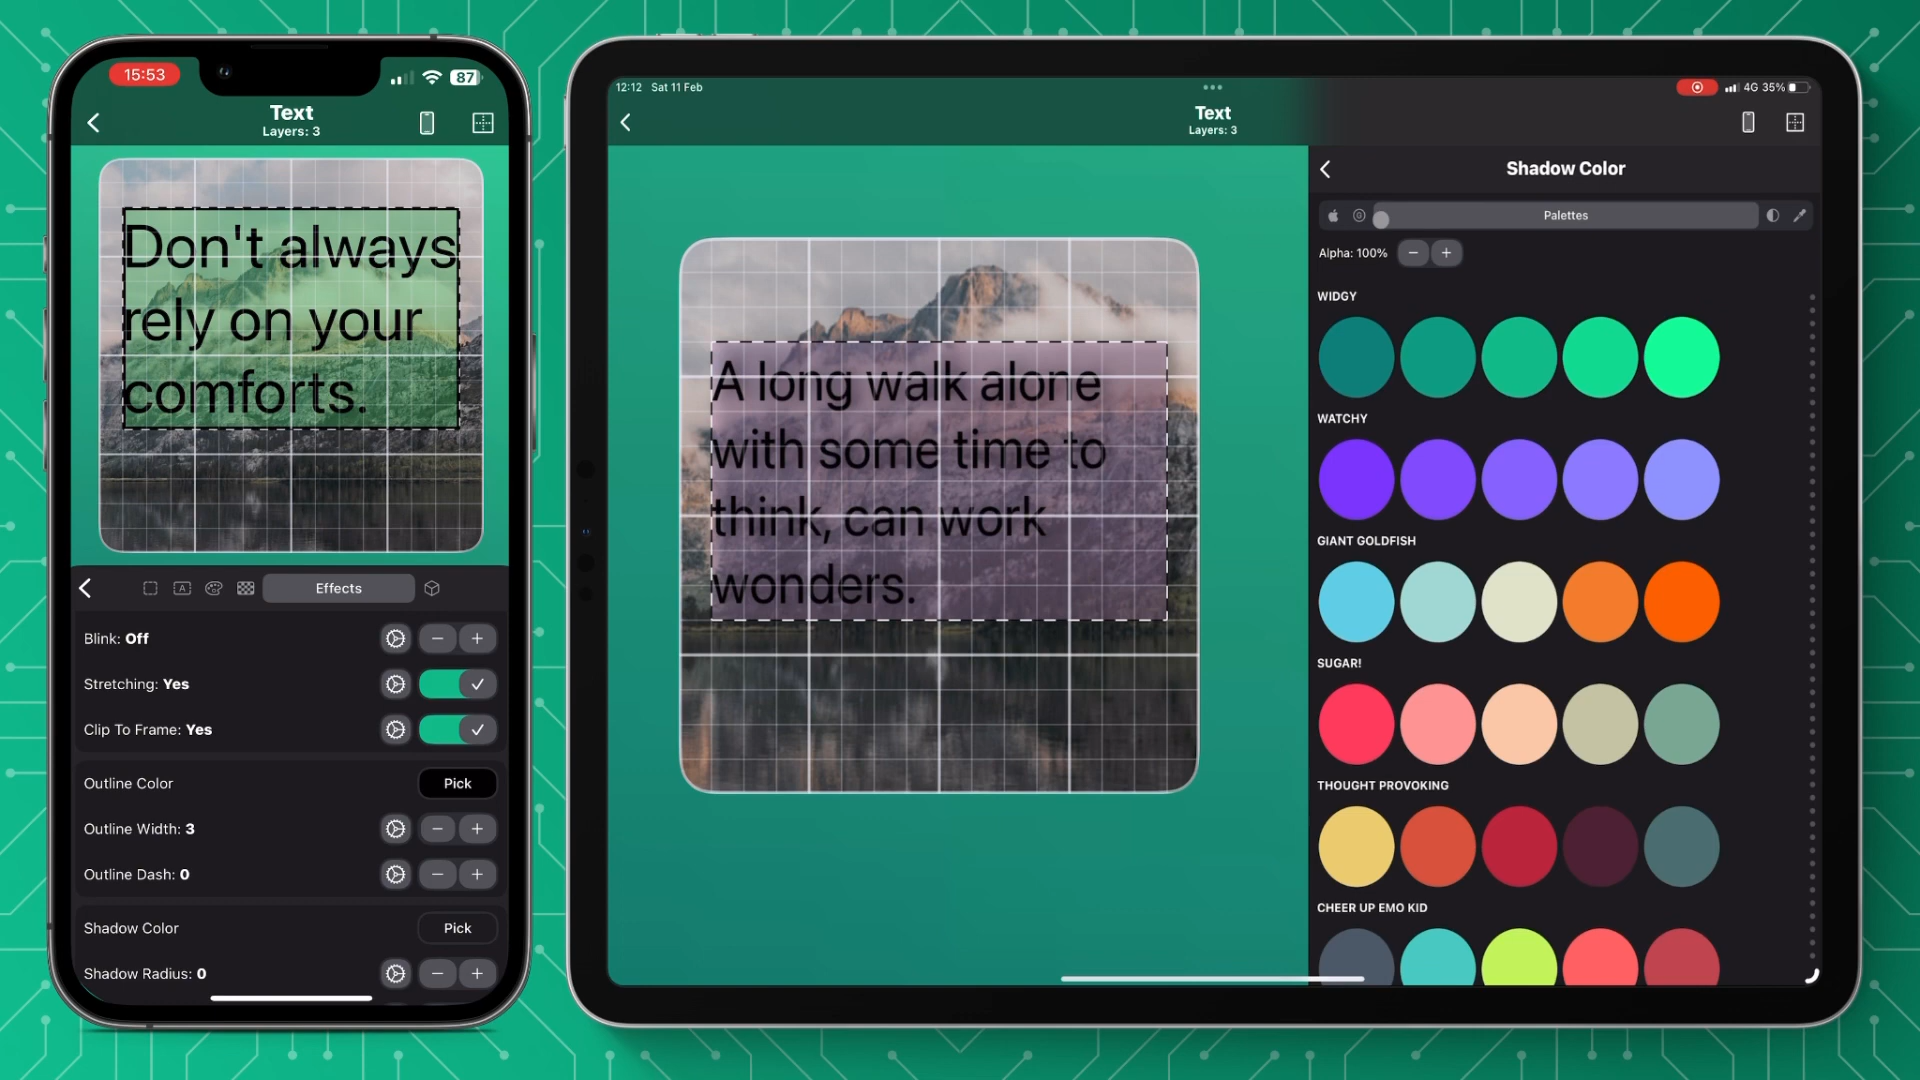 15:53
87
Text
Layers: 3
Don't always
rely on your
comforts.
Effects
Blink: Off
Stretching: Yes
Clip To Frame: Yes
Outline Color
Pick
Outline Width: 3
Outline Dash: 0
Shadow Color
Pick
Shadow Radius: 0
12:12 Sat 11 Feb
4G 35%
Text
Layers: 3
A long walk alone
with some time to
think, can work
wonders.
Shadow Color
Palettes
Alpha: 100%
WIDGY
WATCHY
GIANT GOLDFISH
SUGAR!
THOUGHT PROVOKING
CHEER UP EMO KID